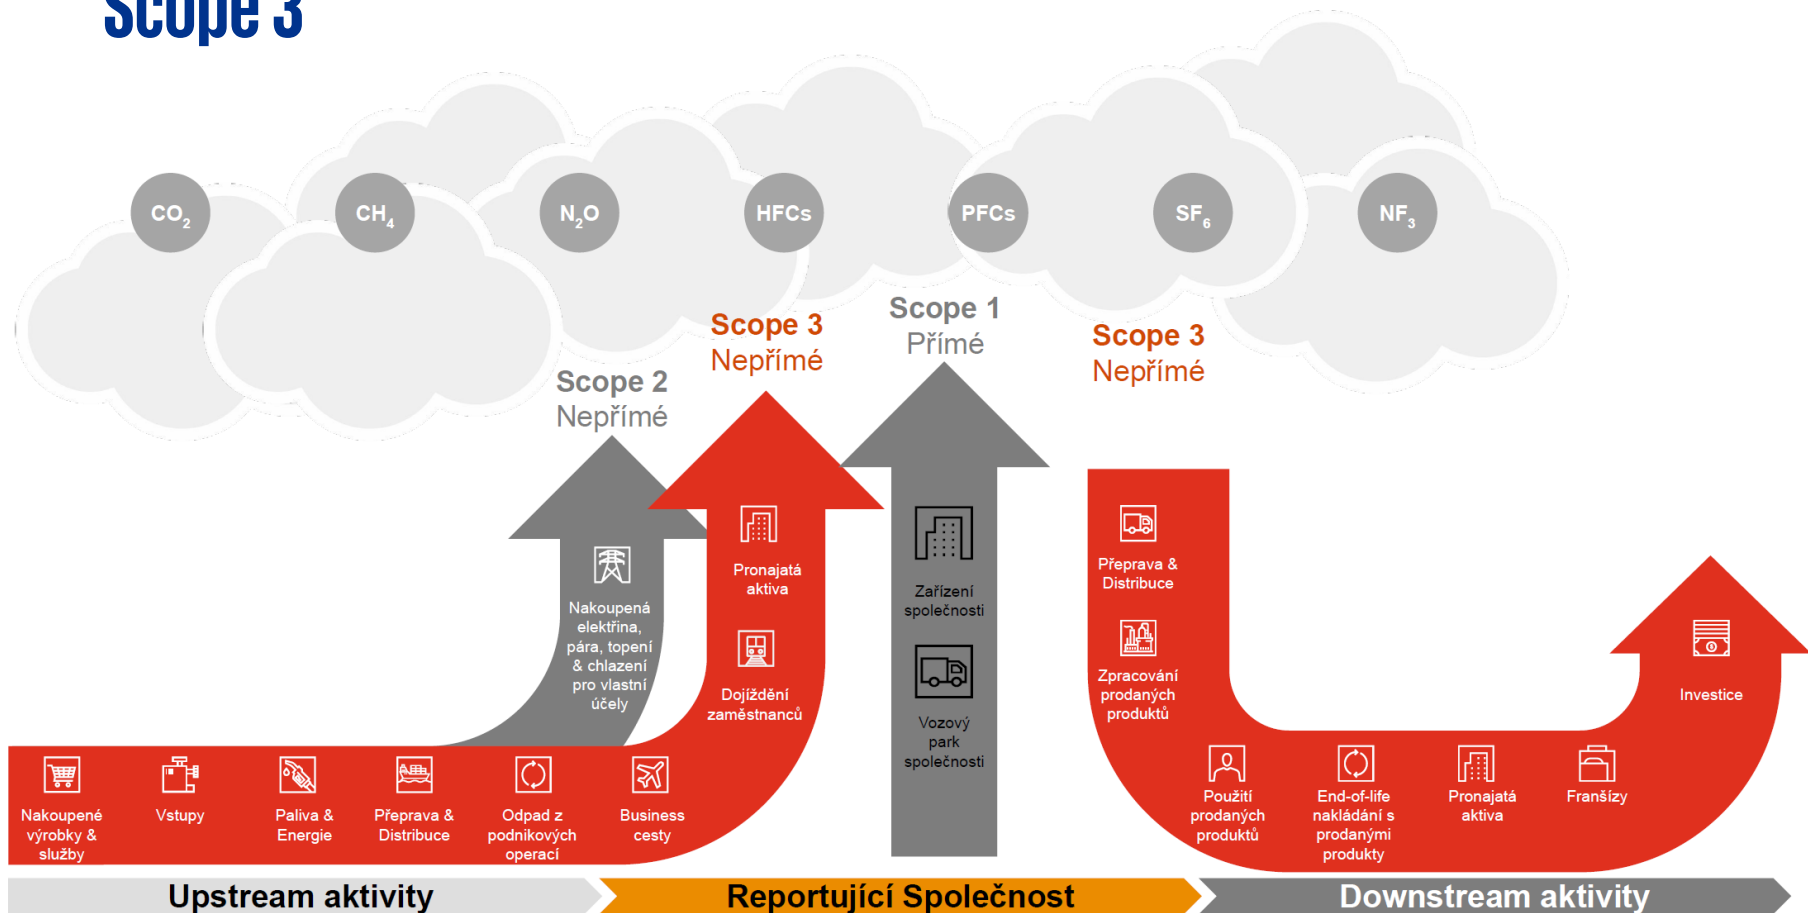 Scope 3
CO2
CH4
N2O
HFCs
PFCs
SF6
NF3
Scope 2
Nepřímé
Scope 3
Nepřímé
Scope 1
Přímé
Scope 3
Nepřímé
Nakoupená
elektřina,
pára, topení
& chlazení
pro vlastní
účely
Pronajatá
aktiva
Dojíždění
zaměstnanců
Zařízení
společnosti
Vozový
park
společnosti
Přeprava &
Distribuce
Zpracování
prodaných
produktů
Investice
Nakoupené
výrobky &
služby
Vstupy
Paliva &
Energie
Přeprava &
Distribuce
Odpad z
podnikových
operací
Business
cesty
Použití
prodaných
produktů
End-of-life
nakládání s
prodanými
produkty
Pronajatá
aktiva
Franšízy
Upstream aktivity
Reportující Společnost
Downstream aktivity